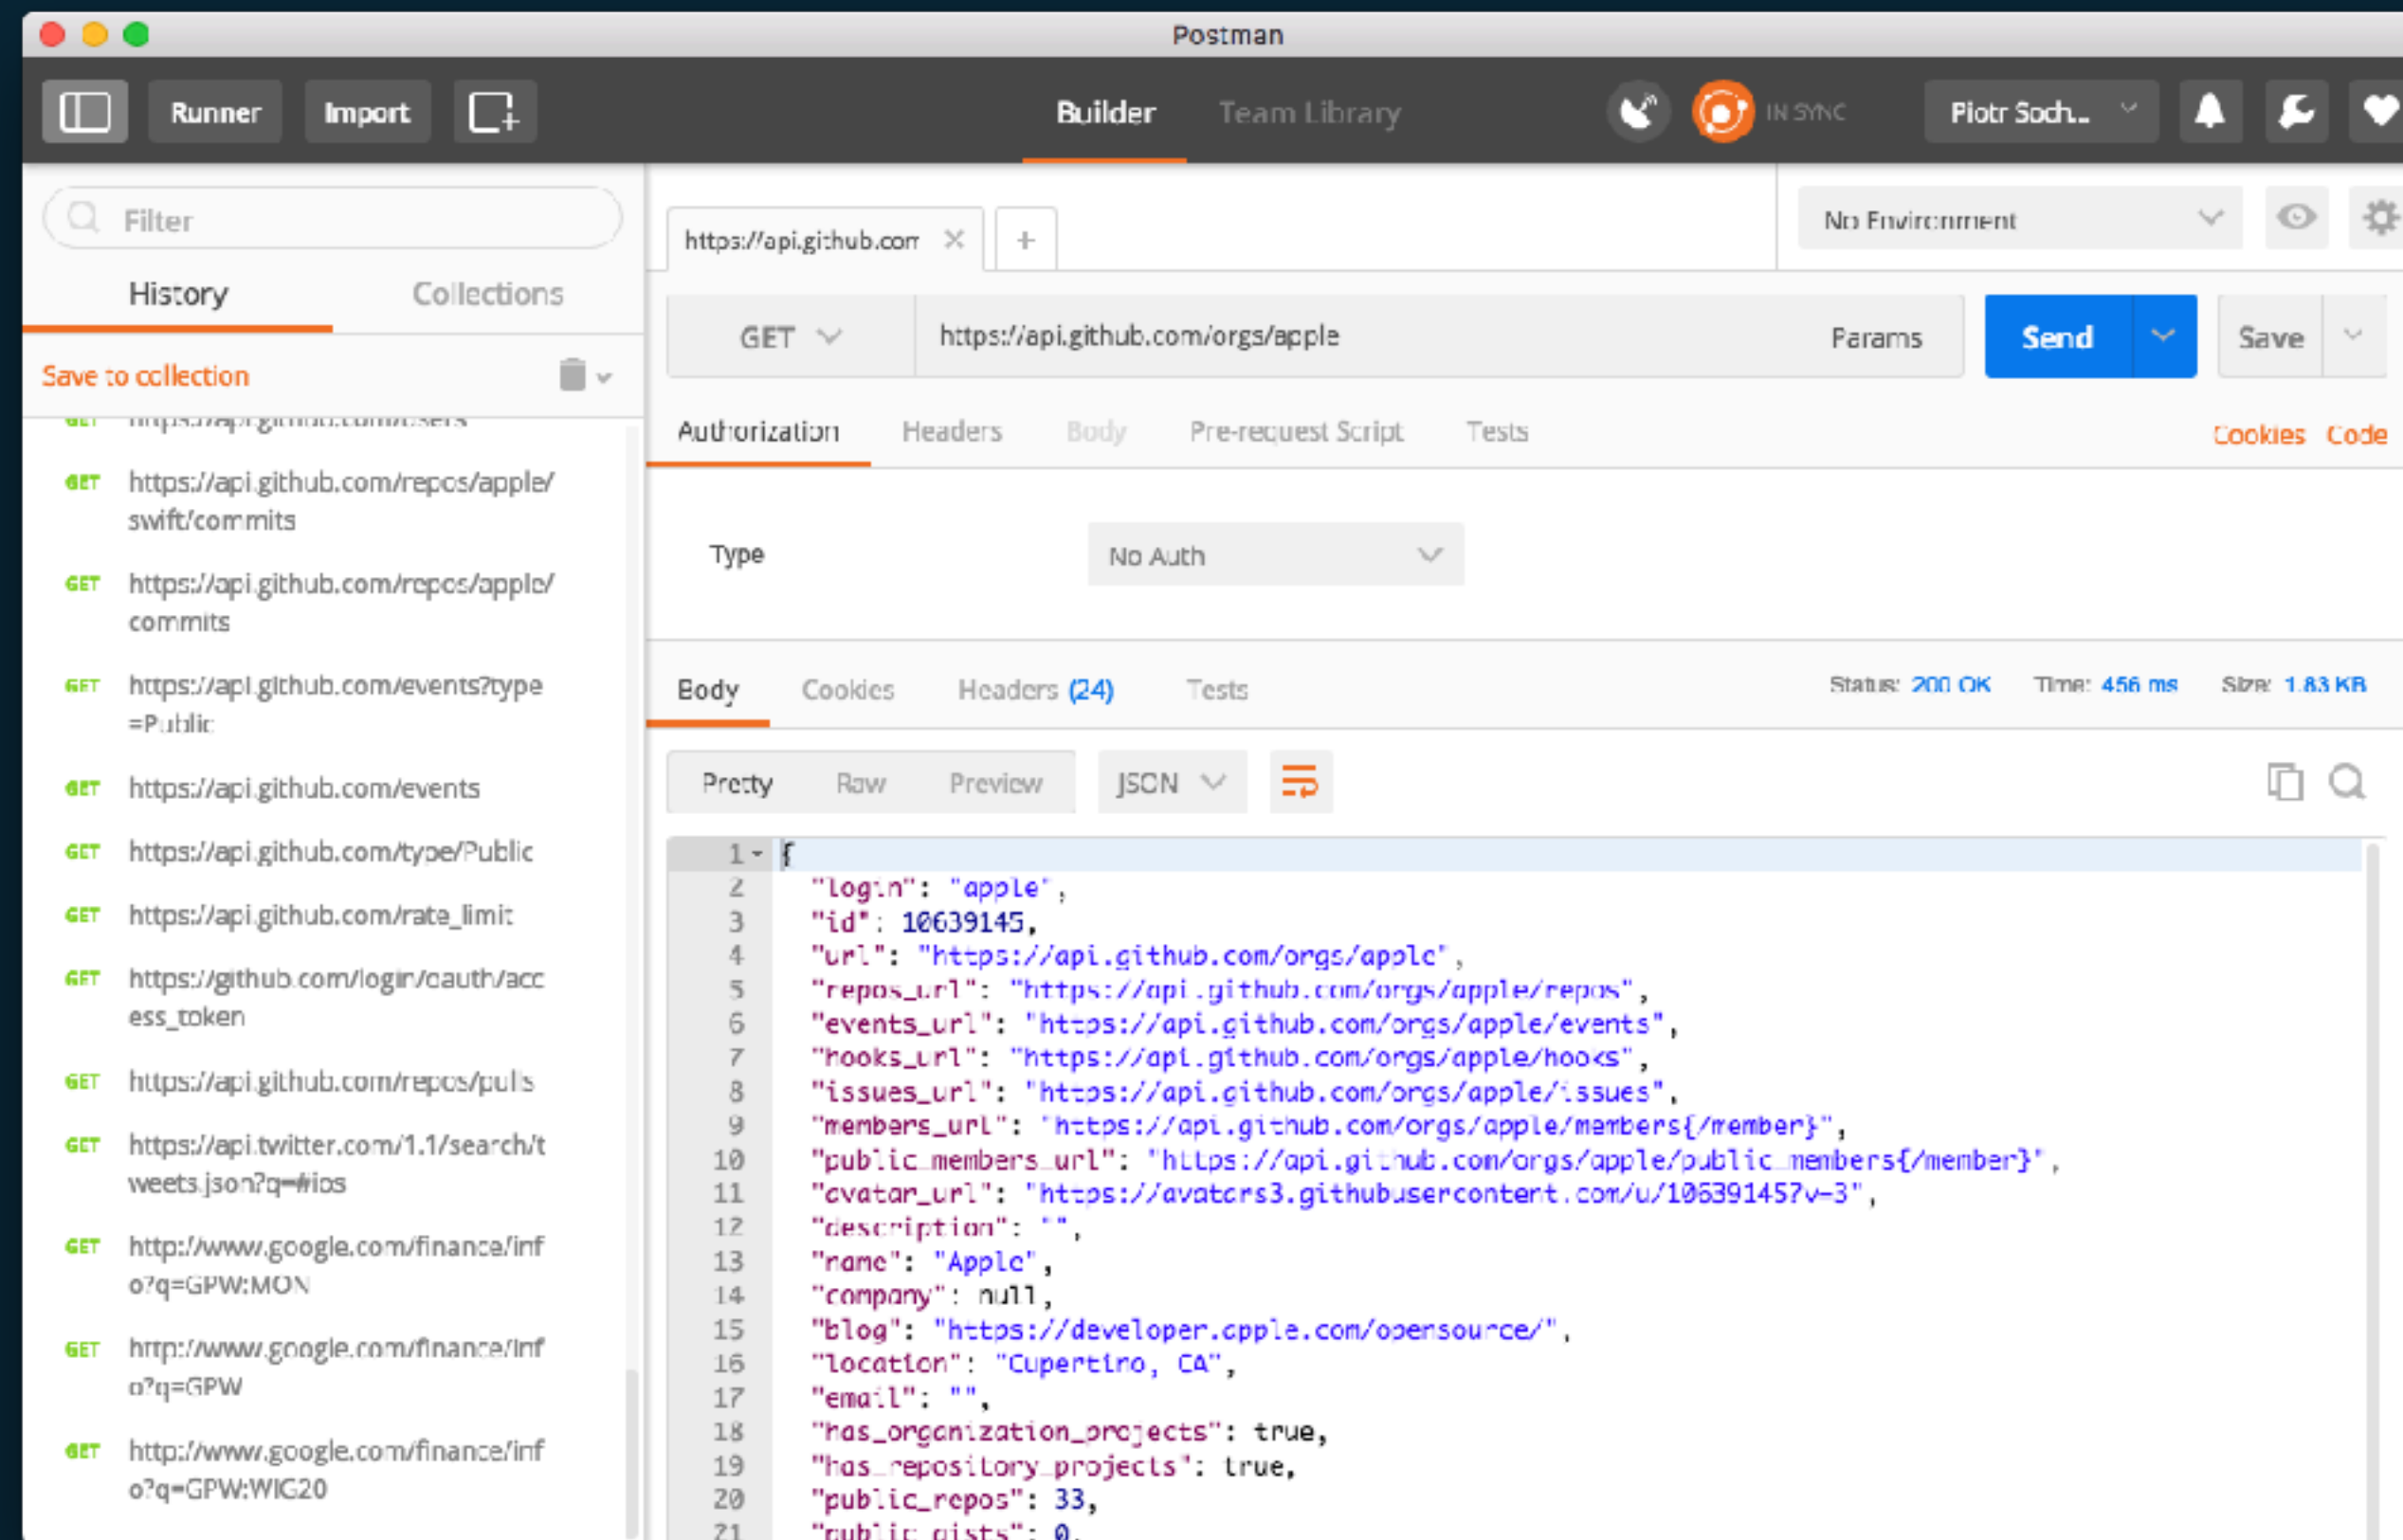 Postman
Runner
Import
Builder
Team Library
IN SYNC
Piotr Soch...
Filter
History
Collections
Save to collection
GET https://api.github.com/users
GET https://api.github.com/repos/apple/
swift/commits
GET https://api.github.com/repos/apple/
commits
GET https://api.github.com/events?type
=Public
GET https://api.github.com/events
GET https://api.github.com/type/Public
GET https://api.github.com/rate_limit
GET https://github.com/login/oauth/acc
ess_token
GET https://api.github.com/repos/pulls
GET https://api.twitter.com/1.1/search/t
weets.json?q=#ios
GET http://www.google.com/finance/inf
o?q=GPW:MON
GET http://www.google.com/finance/inf
o?q=GPW
GET http://www.google.com/finance/inf
o?q=GPW:WIG20
https://api.github.com
No Environment
GET https://api.github.com/orgs/apple Params Send Save
Authorization Headers Body Pre-request Script Tests Cookies Code
Type No Auth
Body Cookies Headers (24) Tests Status: 200 OK Time: 456 ms Size: 1.83 KB
Pretty Raw Preview JSON
1 {
2 "login": "apple",
3 "id": 10639145,
4 "url": "https://api.github.com/orgs/apple",
5 "repos_url": "https://api.github.com/orgs/apple/repos",
6 "events_url": "https://api.github.com/orgs/apple/events",
7 "hooks_url": "https://api.github.com/orgs/apple/hooks",
8 "issues_url": "https://api.github.com/orgs/apple/issues",
9 "members_url": "https://api.github.com/orgs/apple/members{/member}",
10 "public_members_url": "https://api.github.com/orgs/apple/public_members{/member}",
11 "avatar_url": "https://avatars3.githubusercontent.com/u/10639145?v=3",
12 "description": "",
13 "name": "Apple",
14 "company": null,
15 "blog": "https://developer.apple.com/opensource/",
16 "location": "Cupertino, CA",
17 "email": "",
18 "has_organization_projects": true,
19 "has_repository_projects": true,
20 "public_repos": 33,
21 "public_gists": 0,